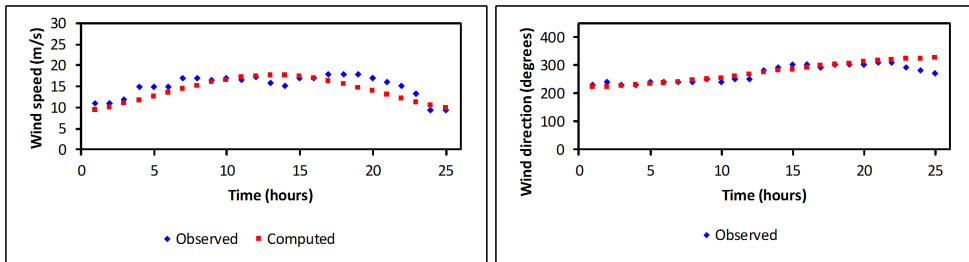 Wind speed (m/s)
30
25
20
15
10
5
0
0 5 10 15 20 25
Time (hours)
Observed Computed
Wind direction (degrees)
400
300
200
100
0
0 5 10 15 20 25
Time (hours)
Observed